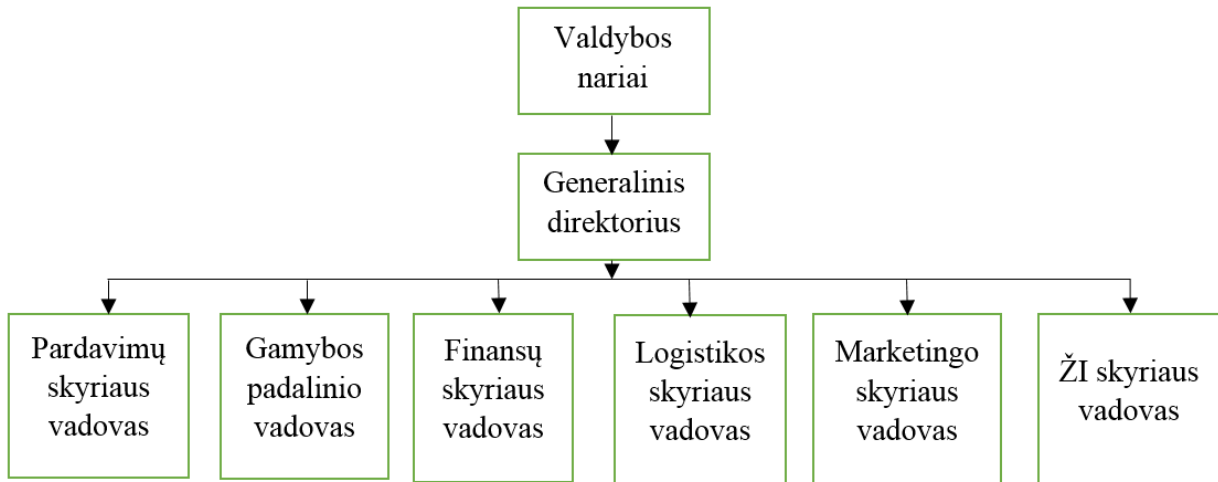 Valdybos
nariai
Generalinis
direktorius
Pardavimų
skyriaus
vadovas
Gamybos
padalinio
vadovas
Finansų
skyriaus
vadovas
Logistikos
skyriaus
vadovas
Marketingo
skyriaus
vadovas
ŽI skyriaus
vadovas